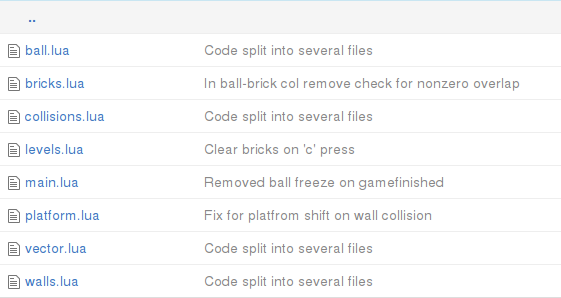 ..
ball.lua Code split into several files
bricks.lua In ball-brick col remove check for nonzero overlap
collisions.lua Code split into several files
levels.lua Clear bricks on 'c' press
main.lua Removed ball freeze on gamefinished
platform.lua Fix for platfrom shift on wall collision
vector.lua Code split into several files
walls.lua Code split into several files